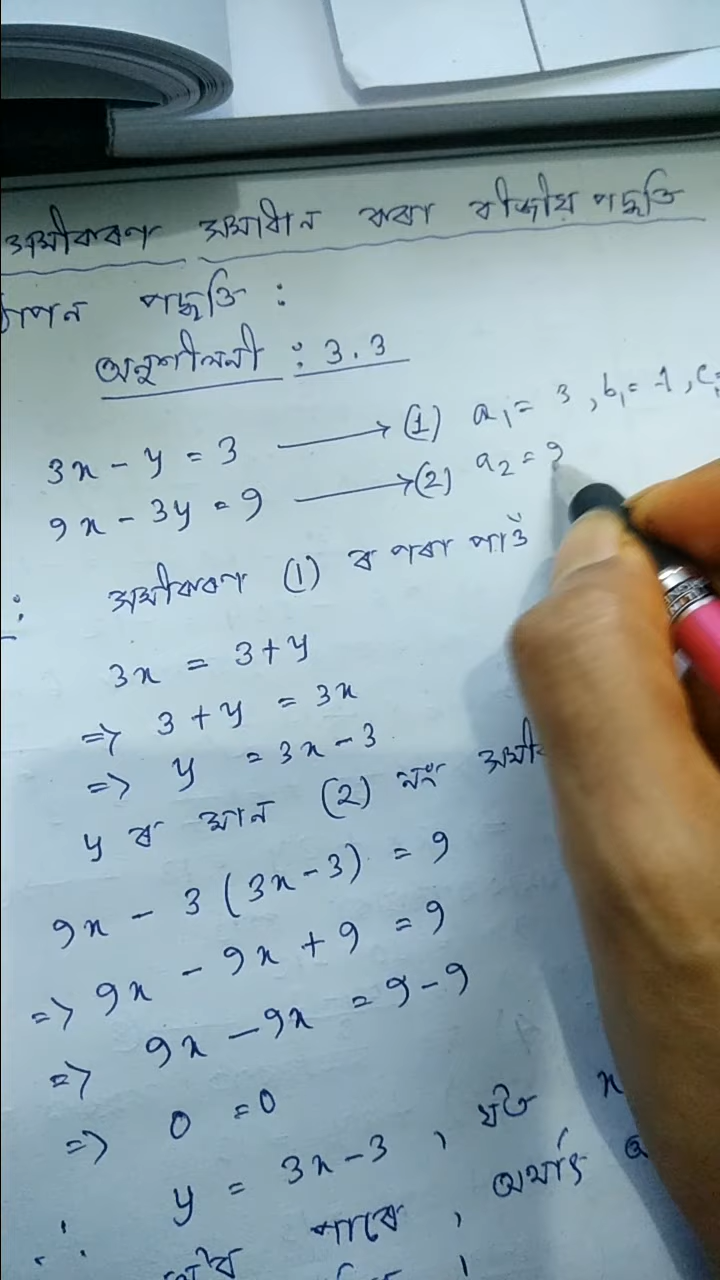 সমীকৰণ সমাধান কৰা বীজীয় পদ্ধতি
পদ্ধতি :
অনুশীলনী : 3.3
3x - y = 3 ⟶ (1) a₁ = 3 , b₁ = -1 , c₁
9x - 3y = 9 ⟶ (2) a₂ = 9
: সমীকৰণ (1) ৰ পৰা পাওঁ
3x = 3+y
=> 3+y = 3x
=> y = 3x-3
y ৰ মান (2) নং
9x - 3(3x-3) = 9
=> 9x - 9x + 9 = 9
=> 9x - 9x = 9-9
=> 0 = 0
∴ y = 3x-3 , য'ত x
পাৰে , অৰ্থাৎ